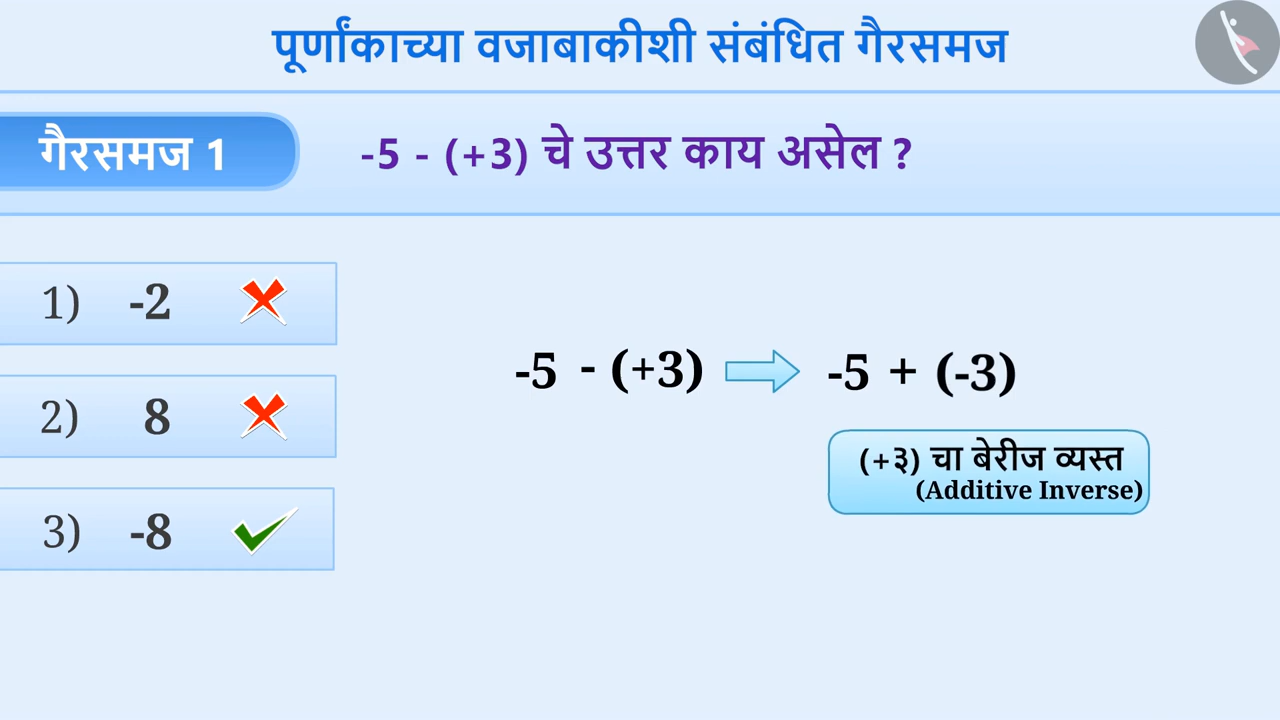 पूर्णांकाच्या वजाबाकीशी संबंधित गैरसमज
गैरसमज 1
-5 - (+3) चे उत्तर काय असेल ?
1) -2
2) 8
3) -8
-5 - (+3) -5 + (-3)
(+३) चा बेरीज व्यस्त
(Additive Inverse)